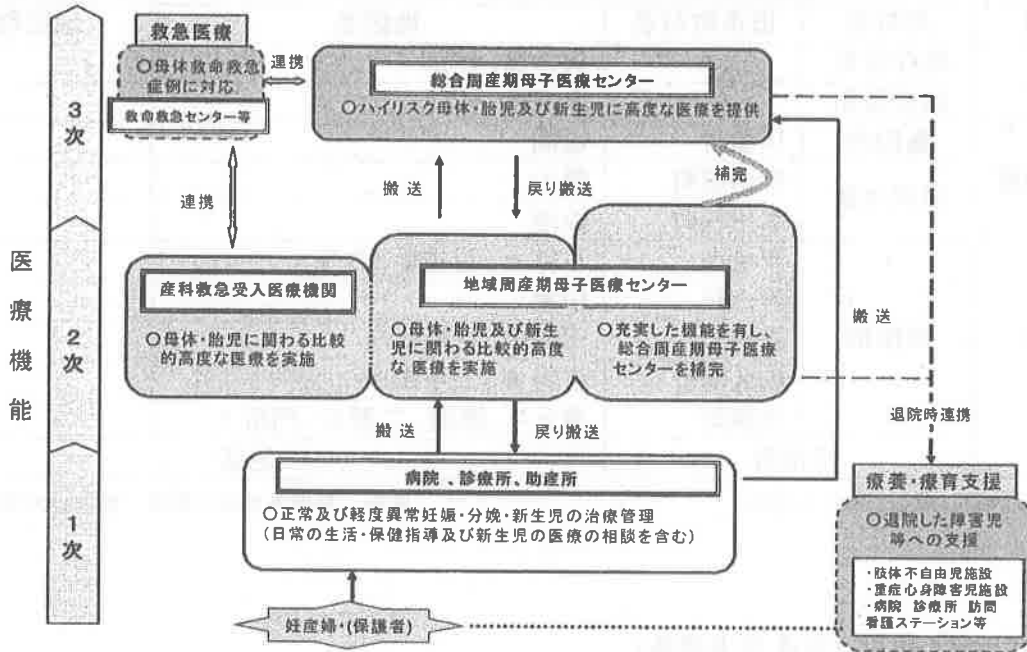 医療機能
3次
2次
1次
救急医療
○母体救命救急
症例に対応
救命救急センター等
連携
総合周産期母子医療センター
○ハイリスク母体・胎児及び新生児に高度な医療を提供
連携
搬送
戻り搬送
補完
産科救急受入医療機関
○母体・胎児に関わる比較
的高度な医療を実施
地域周産期母子医療センター
○母体・胎児及び新生
児に関わる比較的高度
な医療を実施
○充実した機能を有し、
総合周産期母子医療
センターを補完
搬送
退院時連携
搬送
戻り搬送
病院、診療所、助産所
○正常及び軽度異常妊娠・分娩・新生児の治療管理
(日常の生活・保健指導及び新生児の医療の相談を含む)
妊産婦・(保護者)
療養・療育支援
○退院した障害児
等への支援
・肢体不自由児施設
・重症心身障害児施設
・病院 診療所 訪問
看護ステーション等